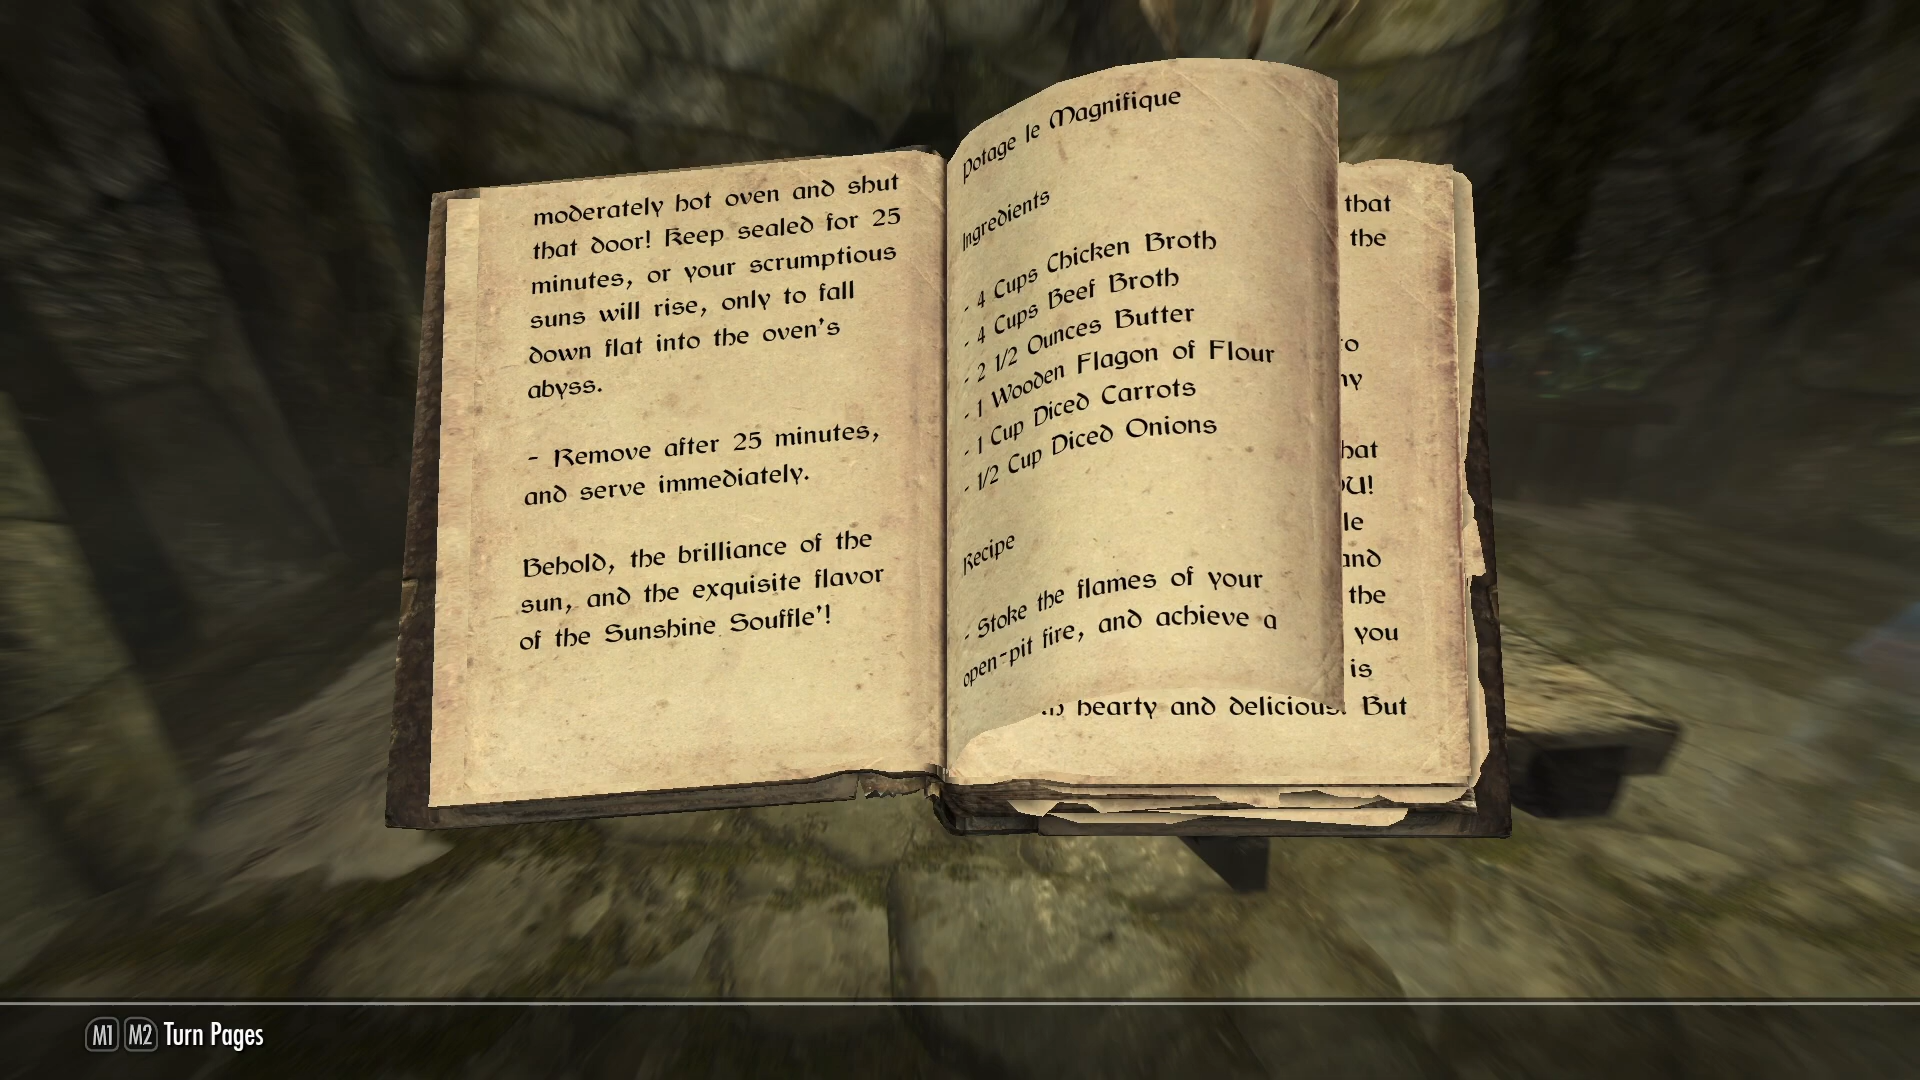 moderately hot oven and shut
that door! Keep sealed for 25
minutes, or your scrumptious
suns will rise, only to fall
down flat into the oven's
abyss.
- Remove after 25 minutes,
and serve immediately.
Behold, the brilliance of the
sun, and the exquisite flavor
of the Sunshine Souffle'!
Potage le Magnifique
Ingredients
- 4 Cups Chicken Broth
- 4 Cups Beef Broth
- 2 1/2 Ounces Butter
- 1 Wooden Flagon of Flour
- 1 Cup Diced Carrots
- 1/2 Cup Diced Onions
Recipe
- Stoke the flames of your
open-pit fire, and achieve a
that
the
the
you
is
hearty and delicious. But
M1 M2 Turn Pages